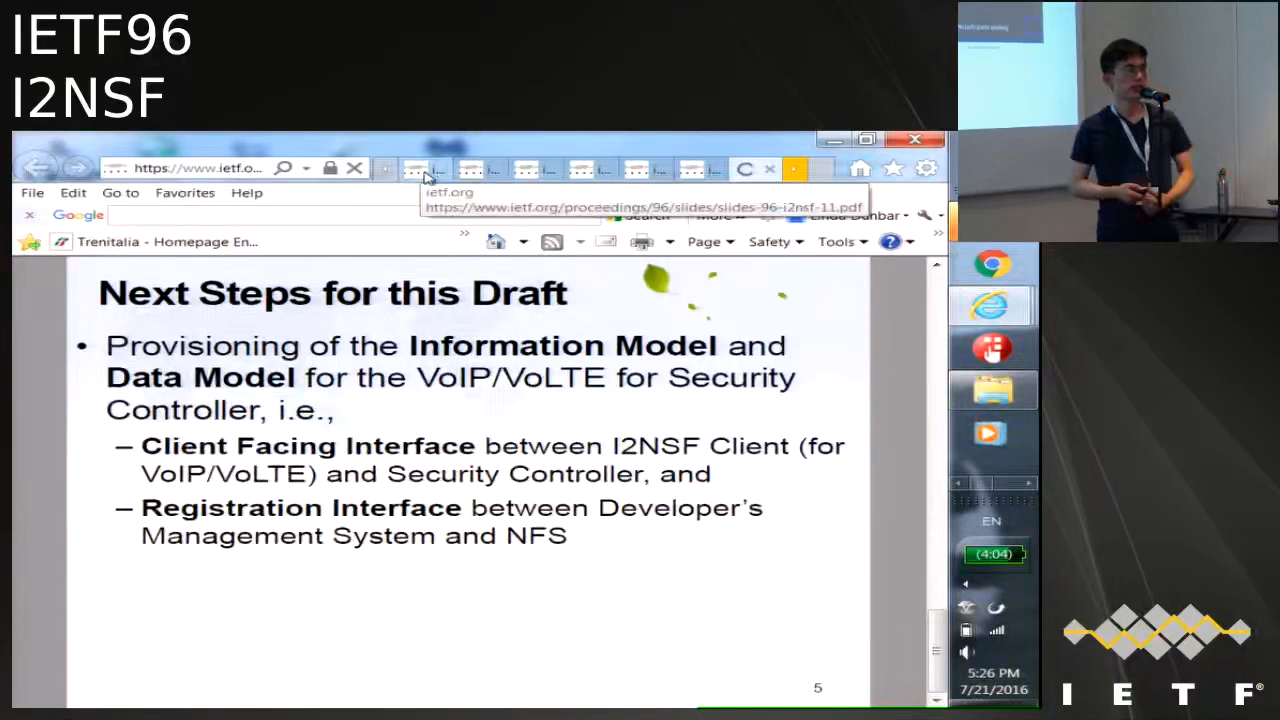 IETF96
I2NSF
https://www.ietf.o...
ietf.org
https://www.ietf.org/proceedings/96/slides/slides-96-i2nsf-11.pdf
File Edit Go to Favorites Help
Google
Search
More
Linda Dunbar
Trenitalia - Homepage En...
Page Safety Tools
Next Steps for this Draft
• Provisioning of the Information Model and
Data Model for the VoIP/VoLTE for Security
Controller, i.e.,
– Client Facing Interface between I2NSF Client (for
VoIP/VoLTE) and Security Controller, and
– Registration Interface between Developer’s
Management System and NFS
5
EN
(4:04)
5:26 PM
7/21/2016
I E T F®